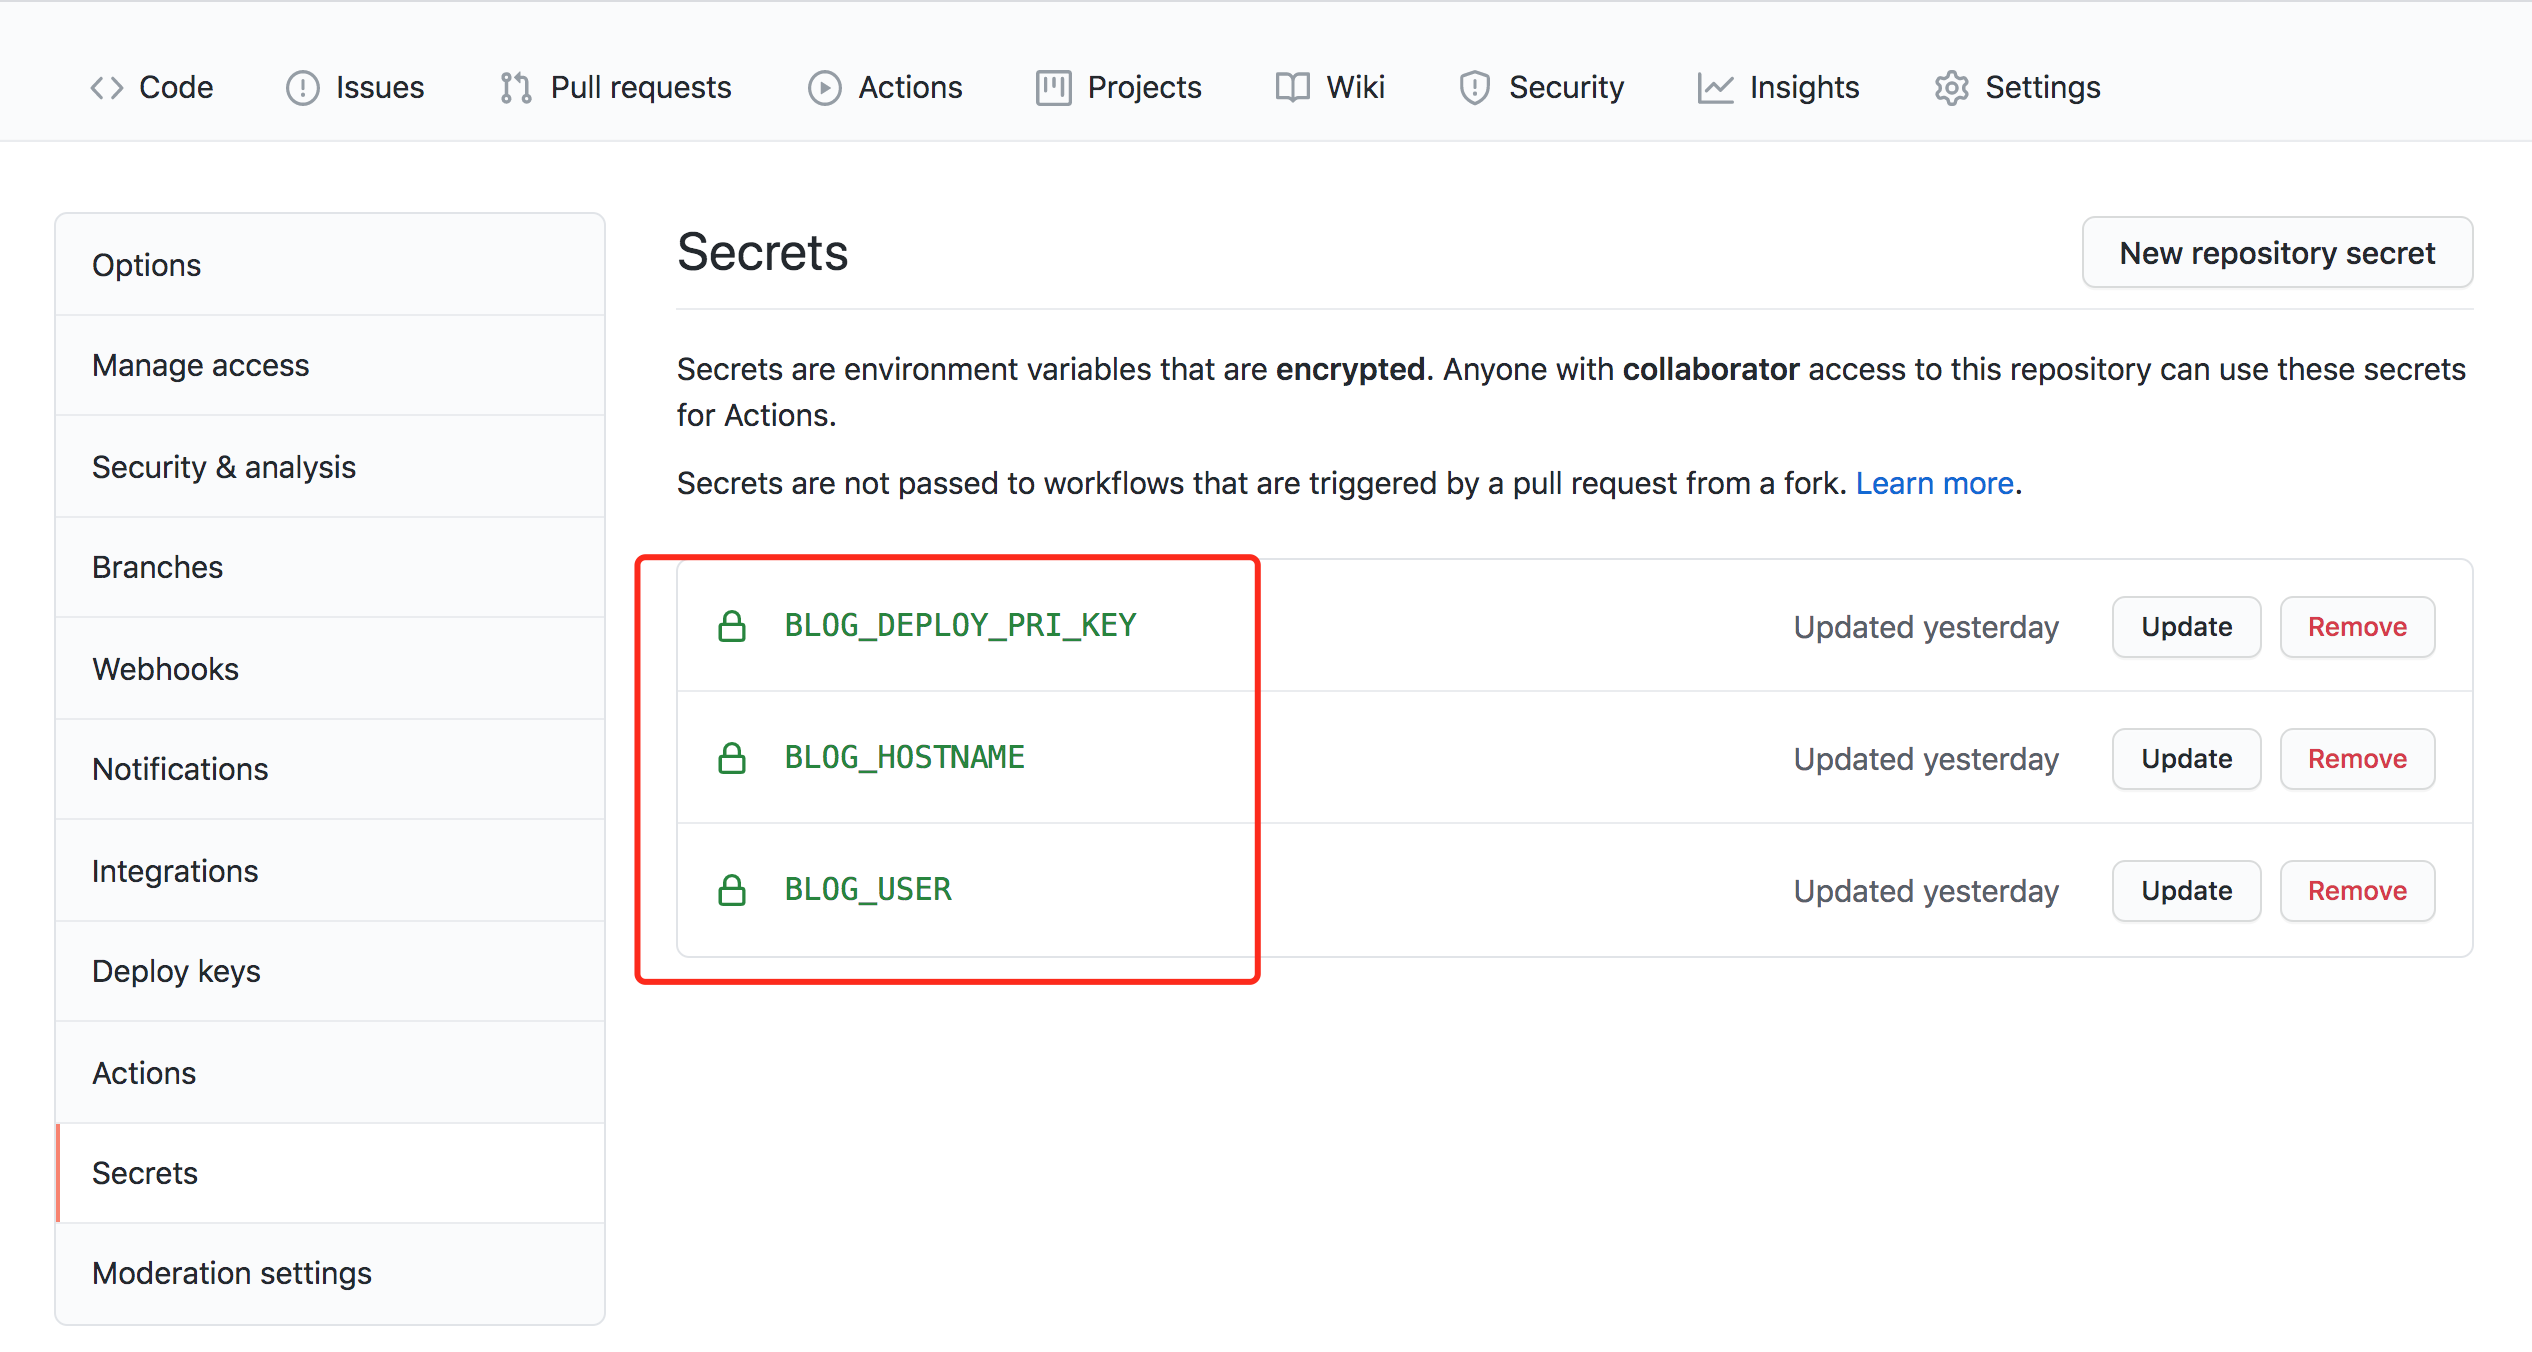 Code Issues Pull requests Actions Projects Wiki Security Insights Settings
Options
Manage access
Security & analysis
Branches
Webhooks
Notifications
Integrations
Deploy keys
Actions
Secrets
Moderation settings
Secrets
New repository secret
Secrets are environment variables that are encrypted. Anyone with collaborator access to this repository can use these secrets
for Actions.
Secrets are not passed to workflows that are triggered by a pull request from a fork. Learn more.
BLOG_DEPLOY_PRI_KEY Updated yesterday Update Remove
BLOG_HOSTNAME Updated yesterday Update Remove
BLOG_USER Updated yesterday Update Remove